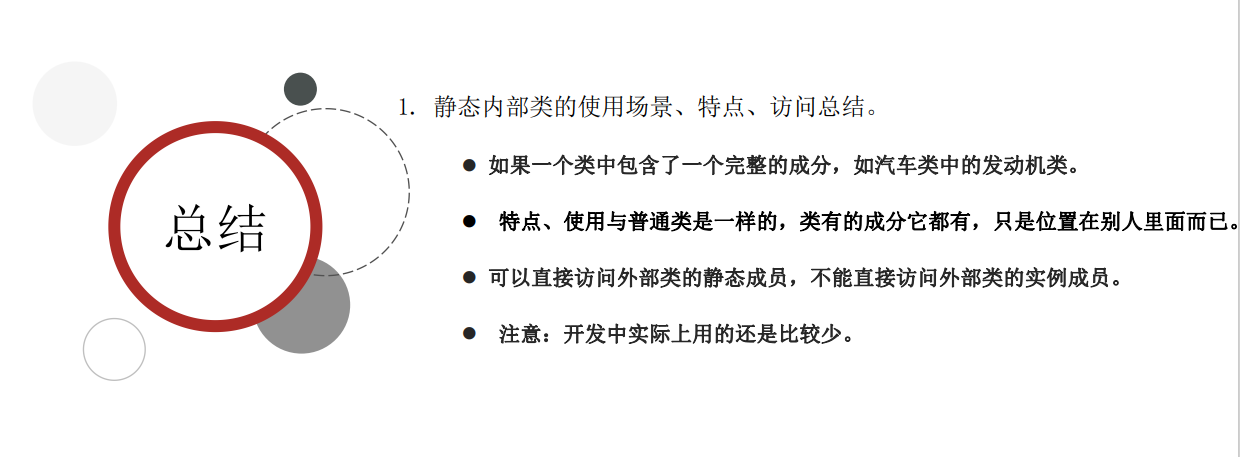 总结
1. 静态内部类的使用场景、特点、访问总结。
● 如果一个类中包含了一个完整的成分，如汽车类中的发动机类。
● 特点、使用与普通类是一样的，类有的成分它都有，只是位置在别人里面而已。
● 可以直接访问外部类的静态成员，不能直接访问外部类的实例成员。
● 注意：开发中实际上用的还是比较少。